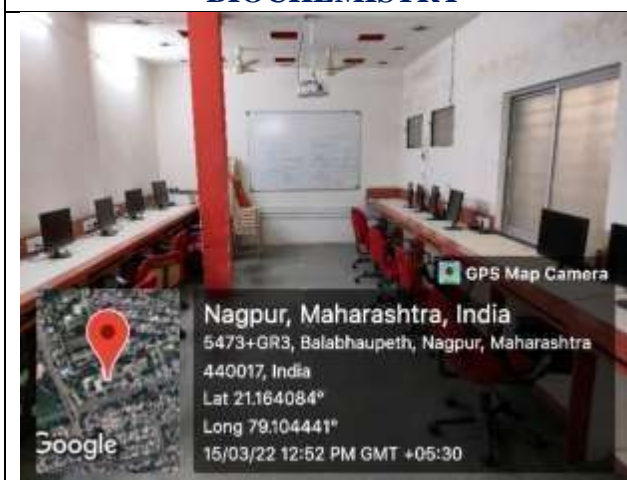 BIOCHEMISTRY
GPS Map Camera
Nagpur, Maharashtra, India
5473+GR3, Balabhaupeth, Nagpur, Maharashtra
440017, India
Lat 21.164084°
Long 79.104441°
15/03/22 12:52 PM GMT +05:30
Google